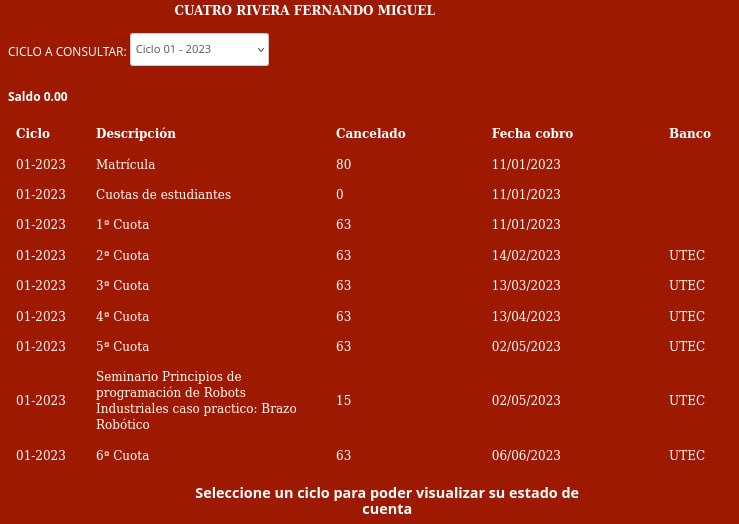 CUATRO RIVERA FERNANDO MIGUEL
CICLO A CONSULTAR: Ciclo 01 - 2023
Saldo 0.00
Ciclo Descripción Cancelado Fecha cobro Banco
01-2023 Matrícula 80 11/01/2023
01-2023 Cuotas de estudiantes 0 11/01/2023
01-2023 1ª Cuota 63 11/01/2023
01-2023 2ª Cuota 63 14/02/2023 UTEC
01-2023 3ª Cuota 63 13/03/2023 UTEC
01-2023 4ª Cuota 63 13/04/2023 UTEC
01-2023 5ª Cuota 63 02/05/2023 UTEC
Seminario Principios de
programación de Robots
01-2023 Industriales caso practico: Brazo 15 02/05/2023 UTEC
Robótico
01-2023 6ª Cuota 63 06/06/2023 UTEC
Seleccione un ciclo para poder visualizar su estado de
cuenta